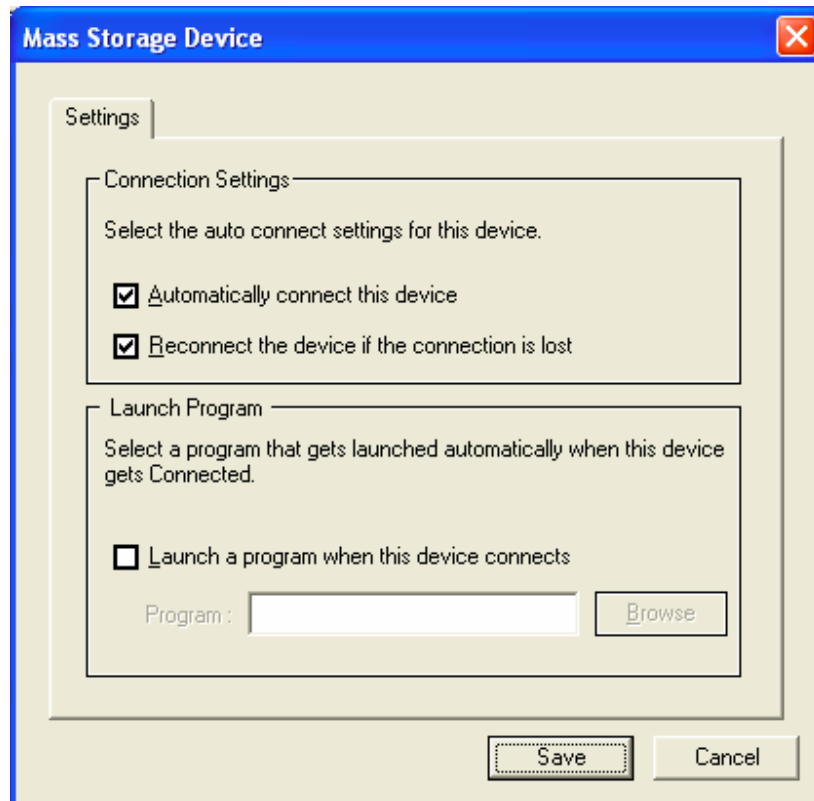 Mass Storage Device
Settings
Connection Settings
Select the auto connect settings for this device.
Automatically connect this device
Reconnect the device if the connection is lost
Launch Program
Select a program that gets launched automatically when this device
gets Connected.
Launch a program when this device connects
Program :
Browse
Save
Cancel